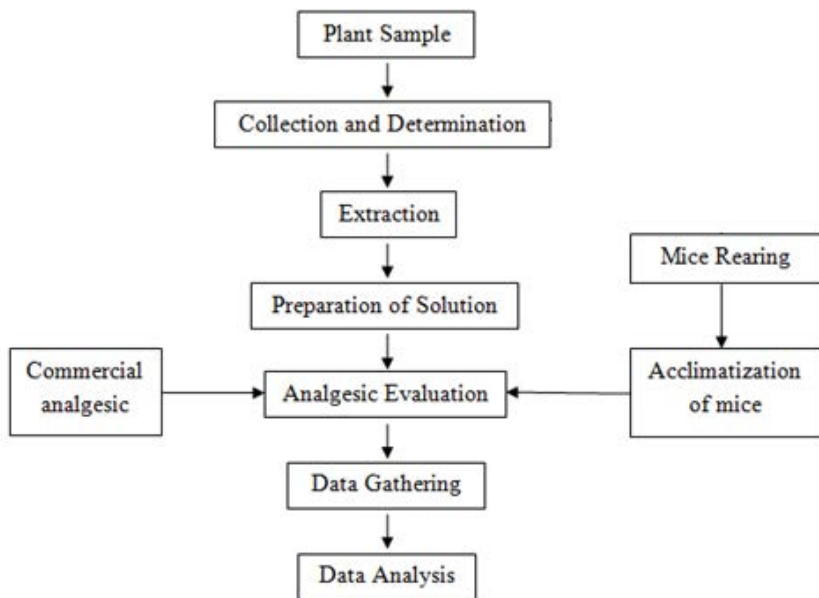 Plant Sample
Collection and Determination
Extraction
Mice Rearing
Preparation of Solution
Commercial
analgesic
Analgesic Evaluation
Acclimatization
of mice
Data Gathering
Data Analysis